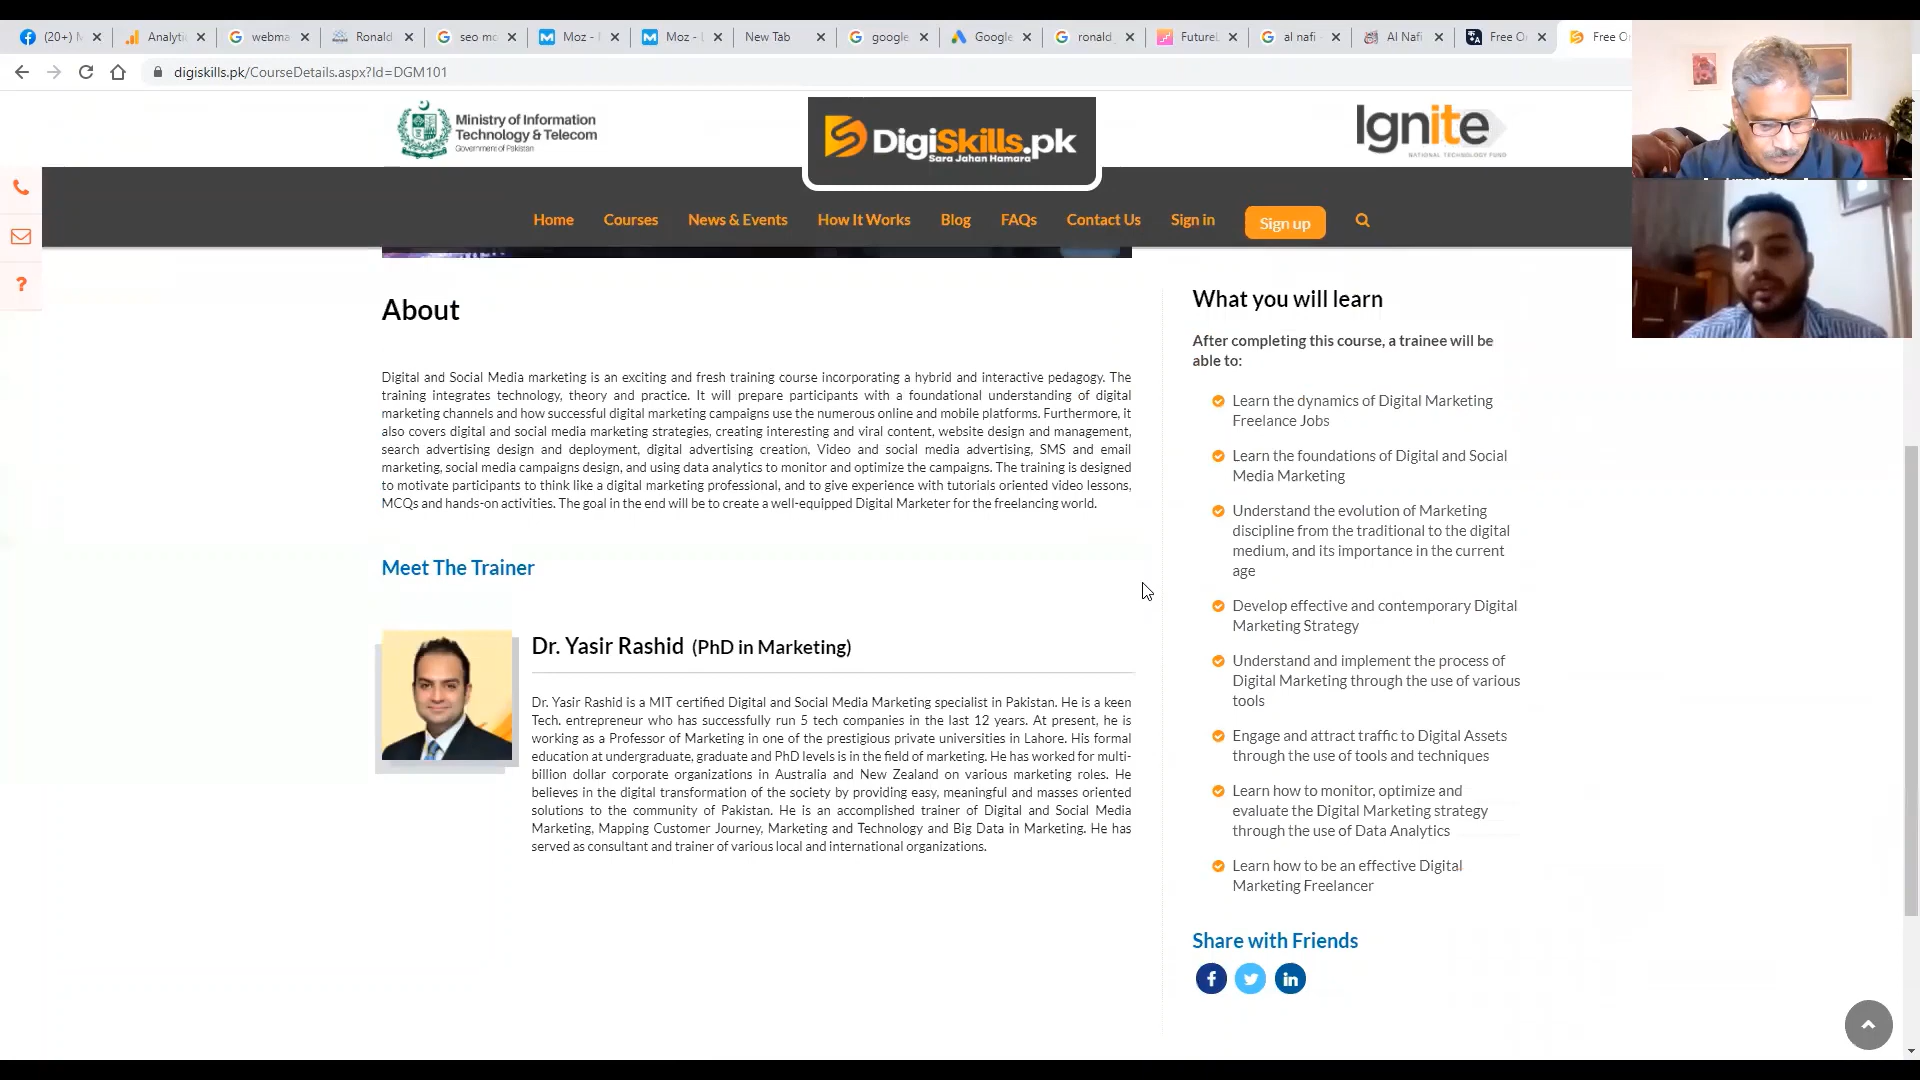 (20+) M
Analyti
webma
Ronald
seo mo
Moz -
Moz - L
New Tab
google
Google
ronald
FutureL
al nafi
Al Nafi
Free O
Free O
digiskills.pk/CourseDetails.aspx?Id=DGM101
Ministry of Information
Technology & Telecom
Government of Pakistan
DigiSkills.pk
Sara Jahan Hamara
Ignite
NATIONAL TECHNOLOGY FUND
Home
Courses
News & Events
How It Works
Blog
FAQs
Contact Us
Sign in
Sign up
?
About
Digital and Social Media marketing is an exciting and fresh training course incorporating a hybrid and interactive pedagogy. The
training integrates technology, theory and practice. It will prepare participants with a foundational understanding of digital
marketing channels and how successful digital marketing campaigns use the numerous online and mobile platforms. Furthermore, it
also covers digital and social media marketing strategies, creating interesting and viral content, website design and management,
search advertising design and deployment, digital advertising creation, Video and social media advertising, SMS and email
marketing, social media campaigns design, and using data analytics to monitor and optimize the campaigns. The training is designed
to motivate participants to think like a digital marketing professional, and to give experience with tutorials oriented video lessons,
MCQs and hands-on activities. The goal in the end will be to create a well-equipped Digital Marketer for the freelancing world.
Meet The Trainer
Dr. Yasir Rashid (PhD in Marketing)
Dr. Yasir Rashid is a MIT certified Digital and Social Media Marketing specialist in Pakistan. He is a keen
Tech. entrepreneur who has successfully run 5 tech companies in the last 12 years. At present, he is
working as a Professor of Marketing in one of the prestigious private universities in Lahore. His formal
education at undergraduate, graduate and PhD levels is in the field of marketing. He has worked for multi-
billion dollar corporate organizations in Australia and New Zealand on various marketing roles. He
believes in the digital transformation of the society by providing easy, meaningful and masses oriented
solutions to the community of Pakistan. He is an accomplished trainer of Digital and Social Media
Marketing, Mapping Customer Journey, Marketing and Technology and Big Data in Marketing. He has
served as consultant and trainer of various local and international organizations.
What you will learn
After completing this course, a trainee will be
able to:
Learn the dynamics of Digital Marketing
Freelance Jobs
Learn the foundations of Digital and Social
Media Marketing
Understand the evolution of Marketing
discipline from the traditional to the digital
medium, and its importance in the current
age
Develop effective and contemporary Digital
Marketing Strategy
Understand and implement the process of
Digital Marketing through the use of various
tools
Engage and attract traffic to Digital Assets
through the use of tools and techniques
Learn how to monitor, optimize and
evaluate the Digital Marketing strategy
through the use of Data Analytics
Learn how to be an effective Digital
Marketing Freelancer
Share with Friends